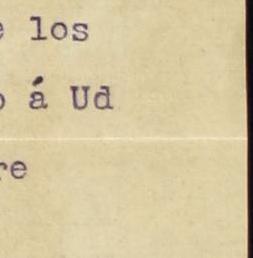 e los
o á Ud
re